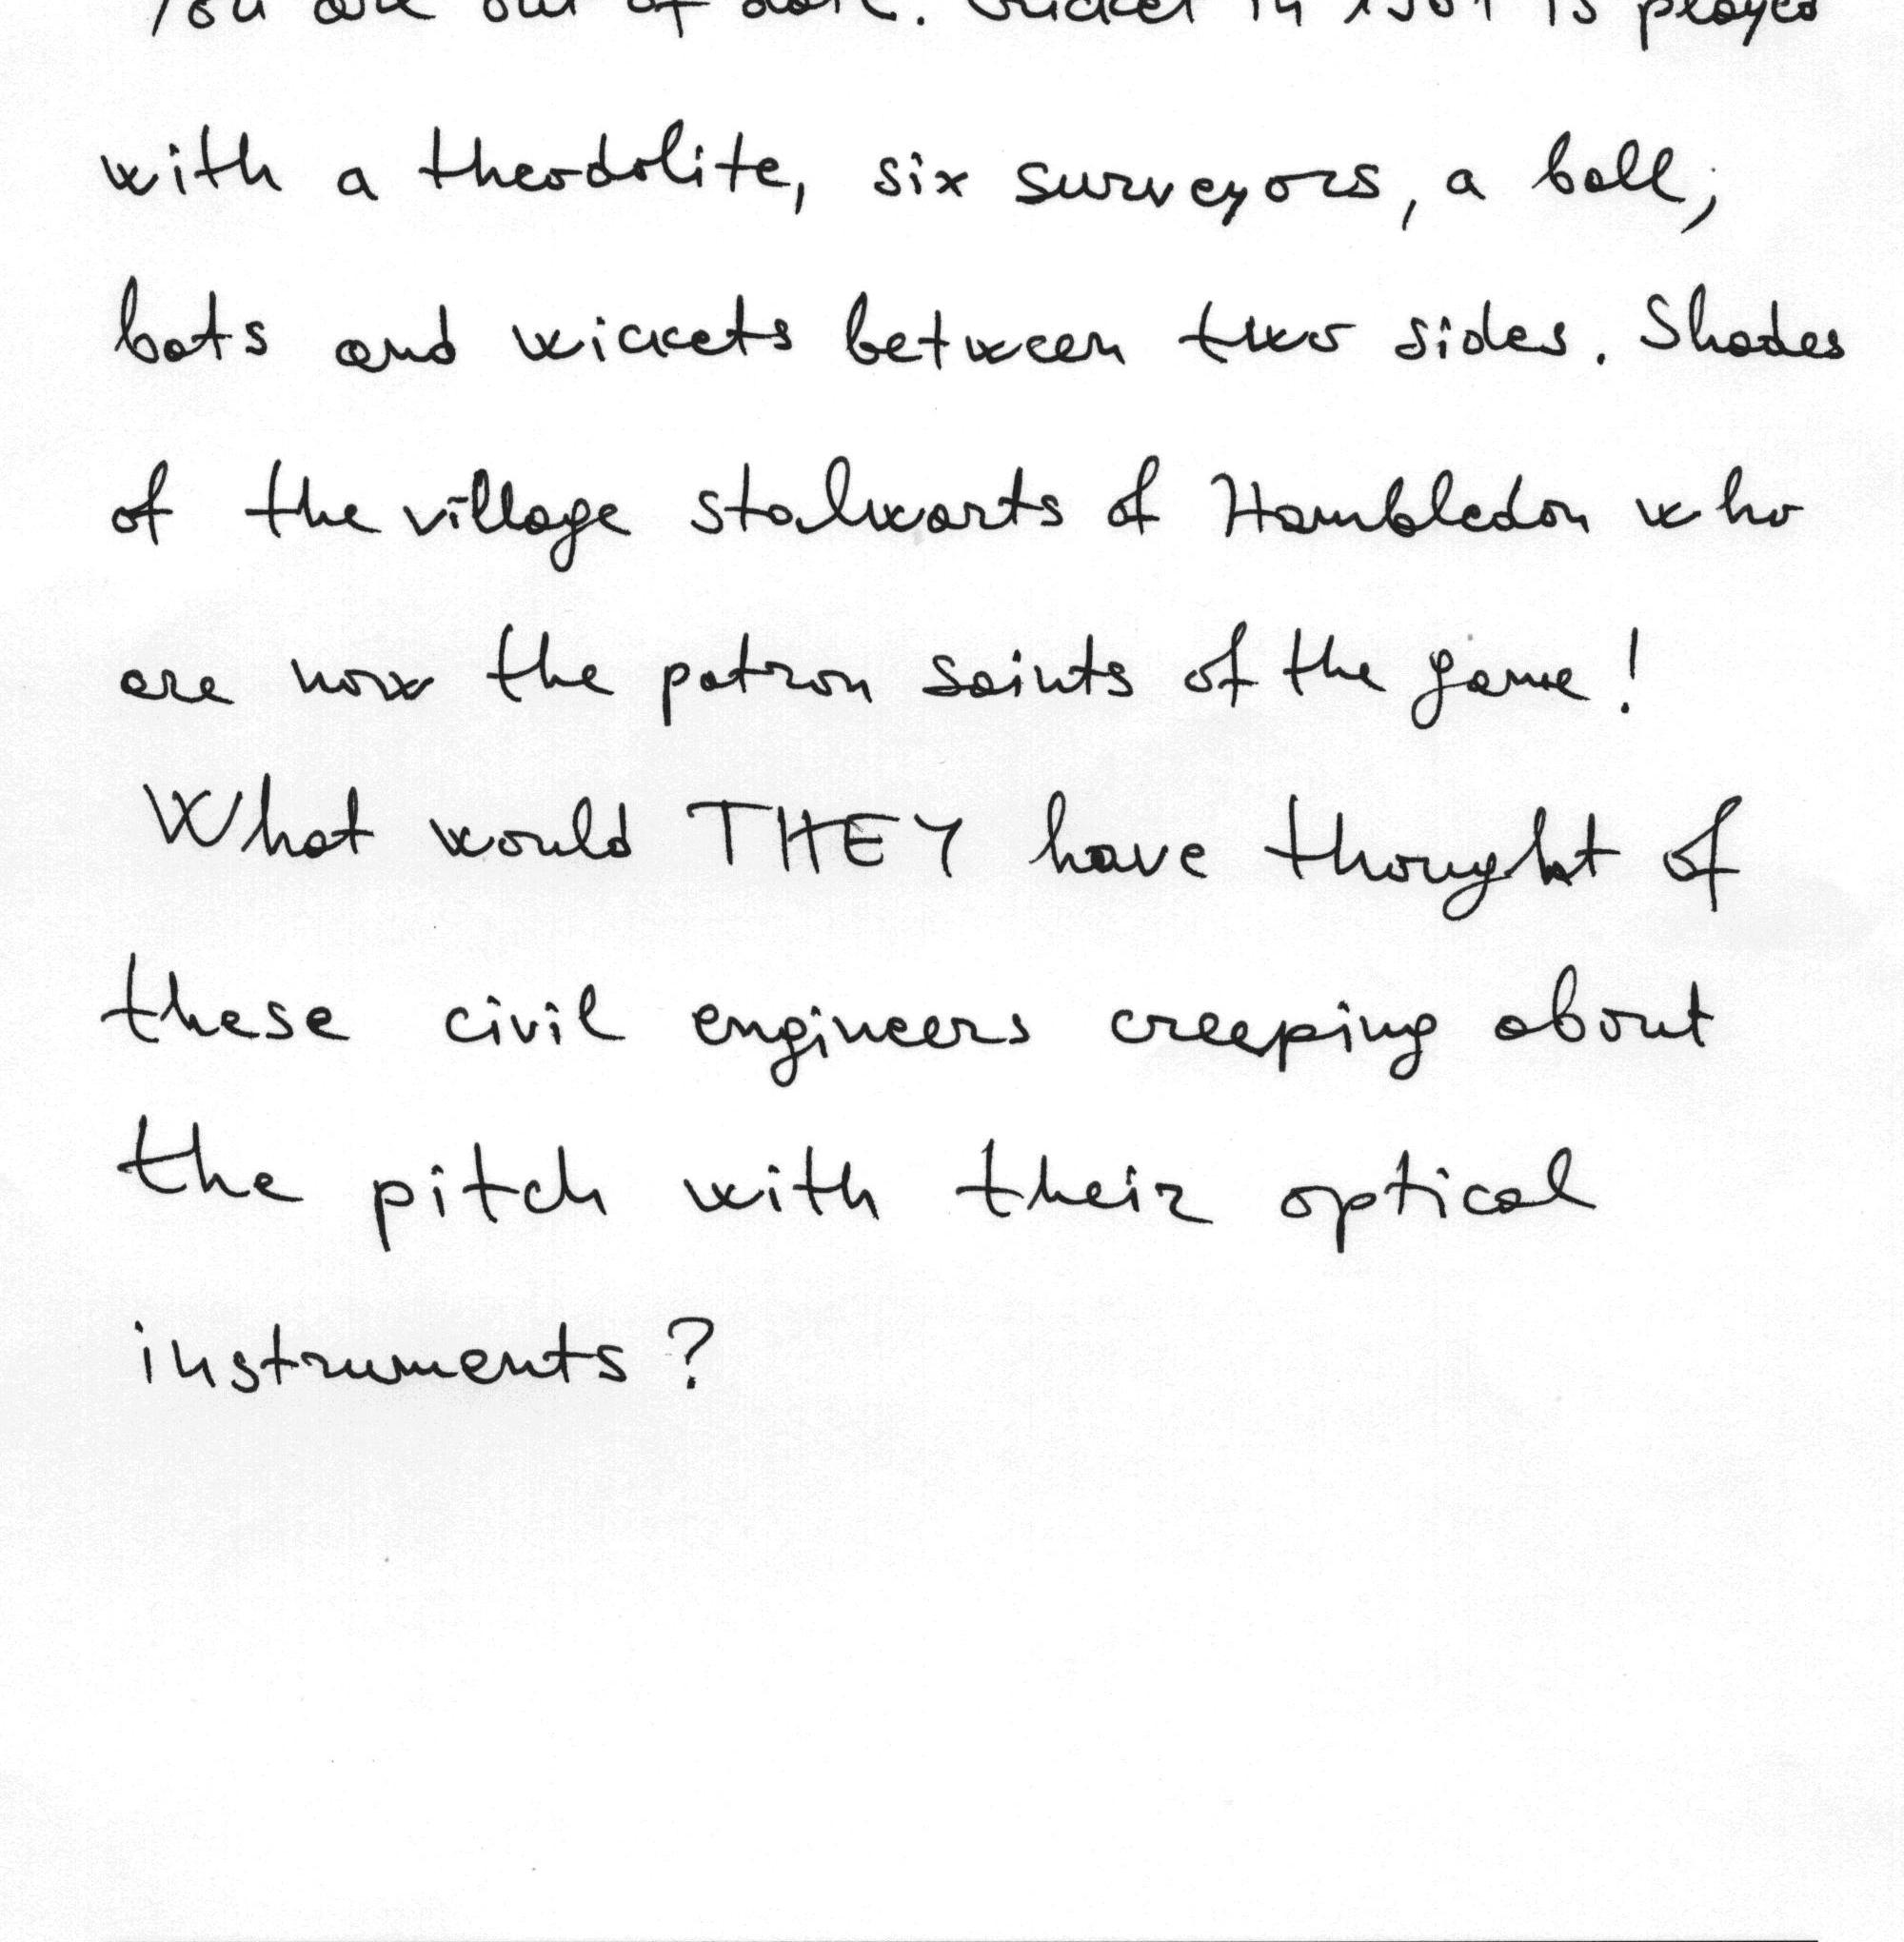 You are out of date. Cricket in 1961 is played
with a theodolite, six surveyors, a ball,
bats and wickets between two sides. Shades
of the village stalwarts of Hambledon who
are now the patron saints of the game!
What would THEY have thought of
these civil engineers creeping about
the pitch with their optical
instruments?